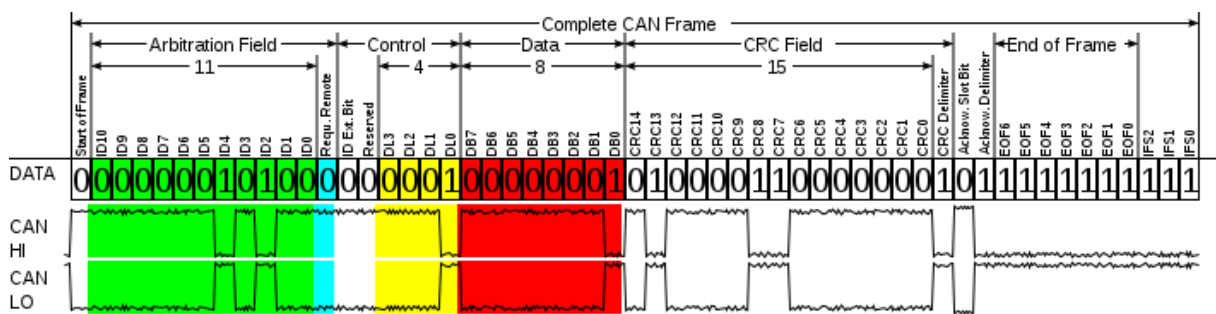 Complete CAN Frame
Arbitration Field Control Data CRC Field End of Frame
11 4 8 15
Start of Frame
ID10
ID9
ID8
ID7
ID6
ID5
ID4
ID3
ID2
ID1
ID0
Requ. Remote
ID Ext. Bit
Reserved
DL3
DL2
DL1
DL0
DB7
DB6
DB5
DB4
DB3
DB2
DB1
DB0
CRC14
CRC13
CRC12
CRC11
CRC10
CRC9
CRC8
CRC7
CRC6
CRC5
CRC4
CRC3
CRC2
CRC1
CRC0
CRC Delimiter
Acknow. Slot Bit
Acknow. Delimiter
EOF6
EOF5
EOF4
EOF3
EOF2
EOF1
EOF0
IFS2
IFS1
IFS0
DATA 0 0 0 0 0 0 0 1 0 1 0 0 0 0 0 0 0 0 1 0 0 0 0 0 0 0 1 0 1 0 0 0 0 1 1 0 0 0 0 0 0 0 1 0 1 1 1 1 1 1 1 1 1 1 1
CAN
HI
CAN
LO